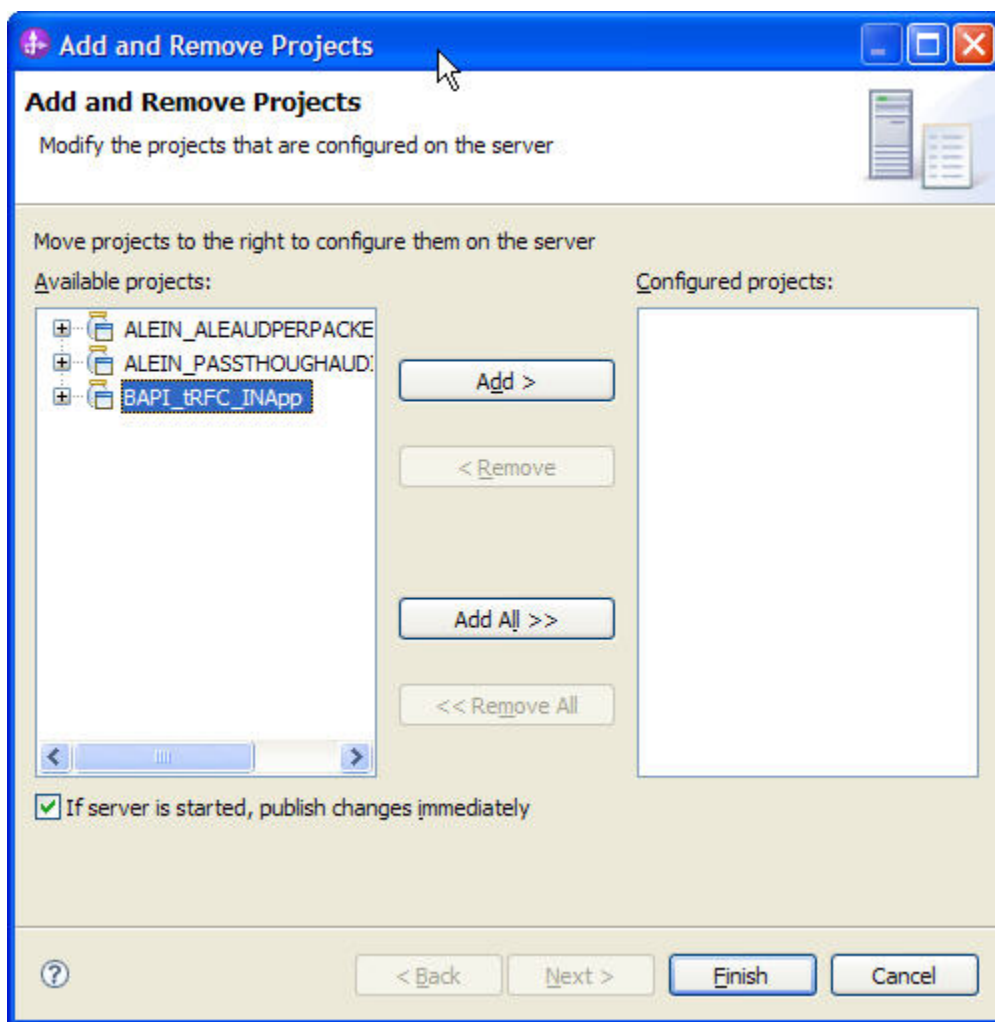 Add and Remove Projects
Add and Remove Projects
Modify the projects that are configured on the server
Move projects to the right to configure them on the server
Available projects:
Configured projects:
ALEIN_ALEAUDPERPACKE
ALEIN_PASSTHOUGHAUD
BAPI_tRFC_INApp
Add >
< Remove
Add All >>
<< Remove All
If server is started, publish changes immediately
< Back
Next >
Finish
Cancel